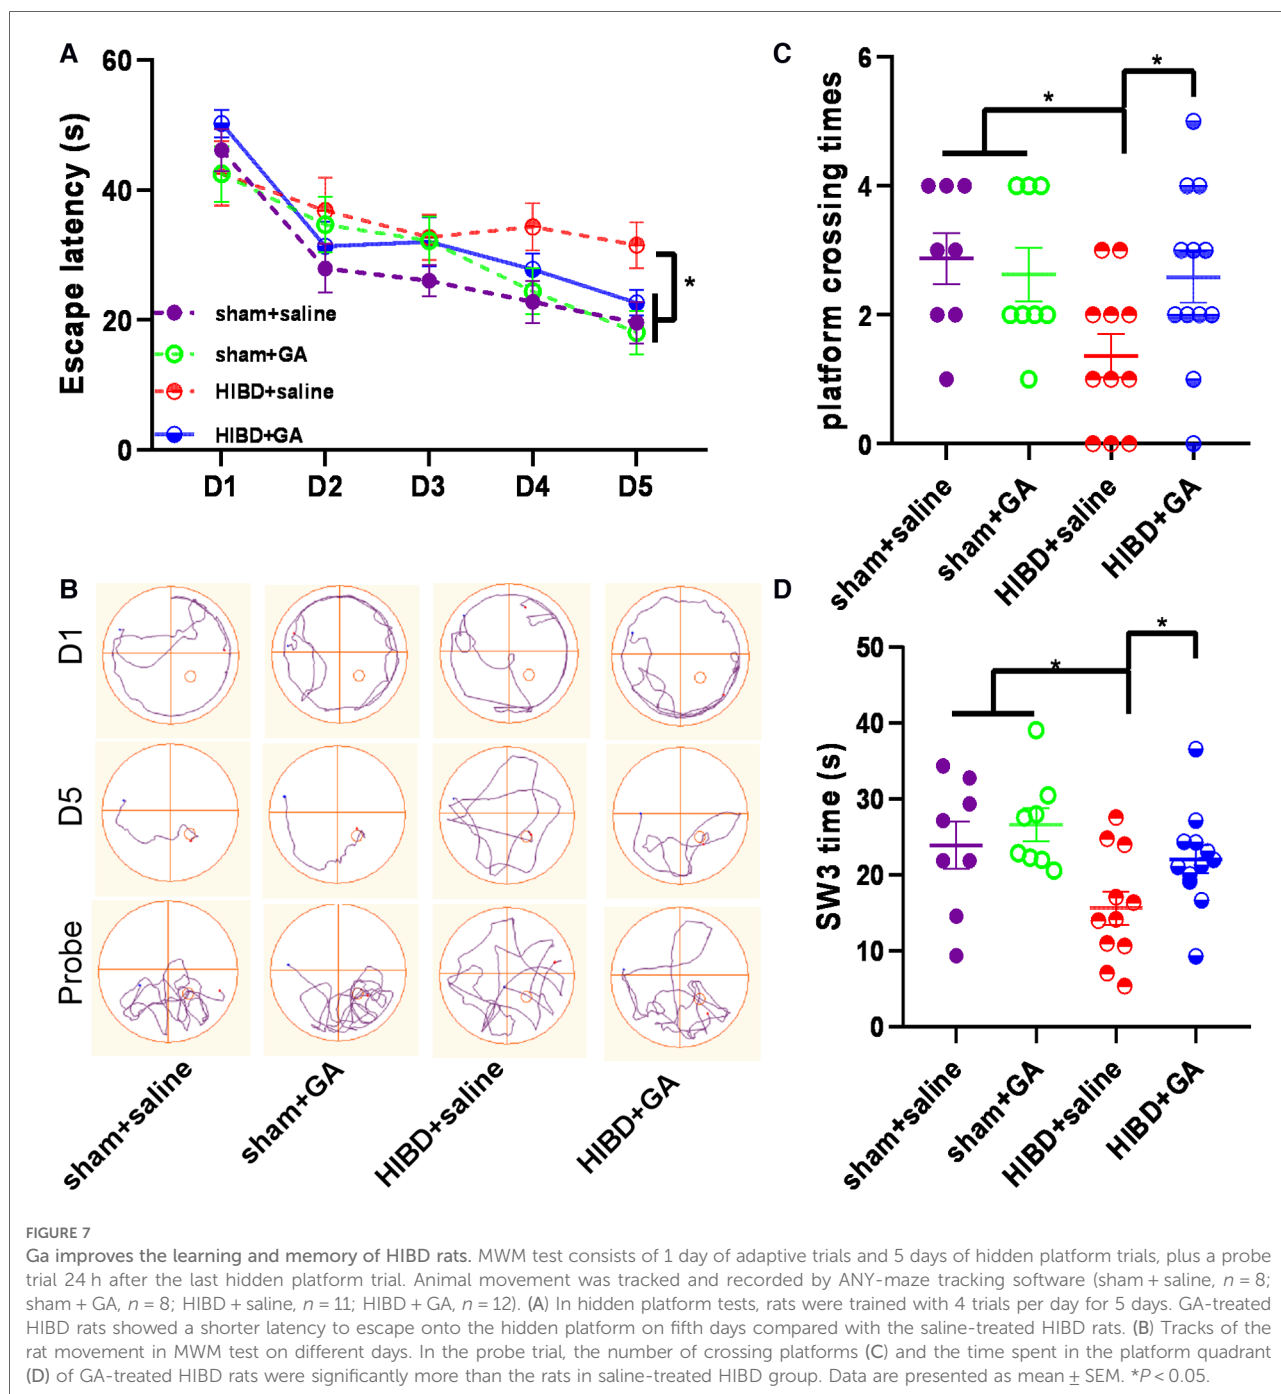 A
Escape latency (s)
60
40
20
0
sham+saline
sham+GA
HIBD+saline
HIBD+GA
*
D1
D2
D3
D4
D5
C
platform crossing times
6
4
2
0
*
*
sham+saline
sham+GA
HIBD+saline
HIBD+GA
B
D1
D5
Probe
sham+saline
sham+GA
HIBD+saline
HIBD+GA
D
SW3 time (s)
50
40
30
20
10
0
*
*
sham+saline
sham+GA
HIBD+saline
HIBD+GA
FIGURE 7
Ga improves the learning and memory of HIBD rats. MWM test consists of 1 day of adaptive trials and 5 days of hidden platform trials, plus a probe
trial 24 h after the last hidden platform trial. Animal movement was tracked and recorded by ANY-maze tracking software (sham + saline, n = 8;
sham + GA, n = 8; HIBD + saline, n = 11; HIBD + GA, n = 12). (A) In hidden platform tests, rats were trained with 4 trials per day for 5 days. GA-treated
HIBD rats showed a shorter latency to escape onto the hidden platform on fifth days compared with the saline-treated HIBD rats. (B) Tracks of the
rat movement in MWM test on different days. In the probe trial, the number of crossing platforms (C) and the time spent in the platform quadrant
(D) of GA-treated HIBD rats were significantly more than the rats in saline-treated HIBD group. Data are presented as mean ± SEM. *P < 0.05.